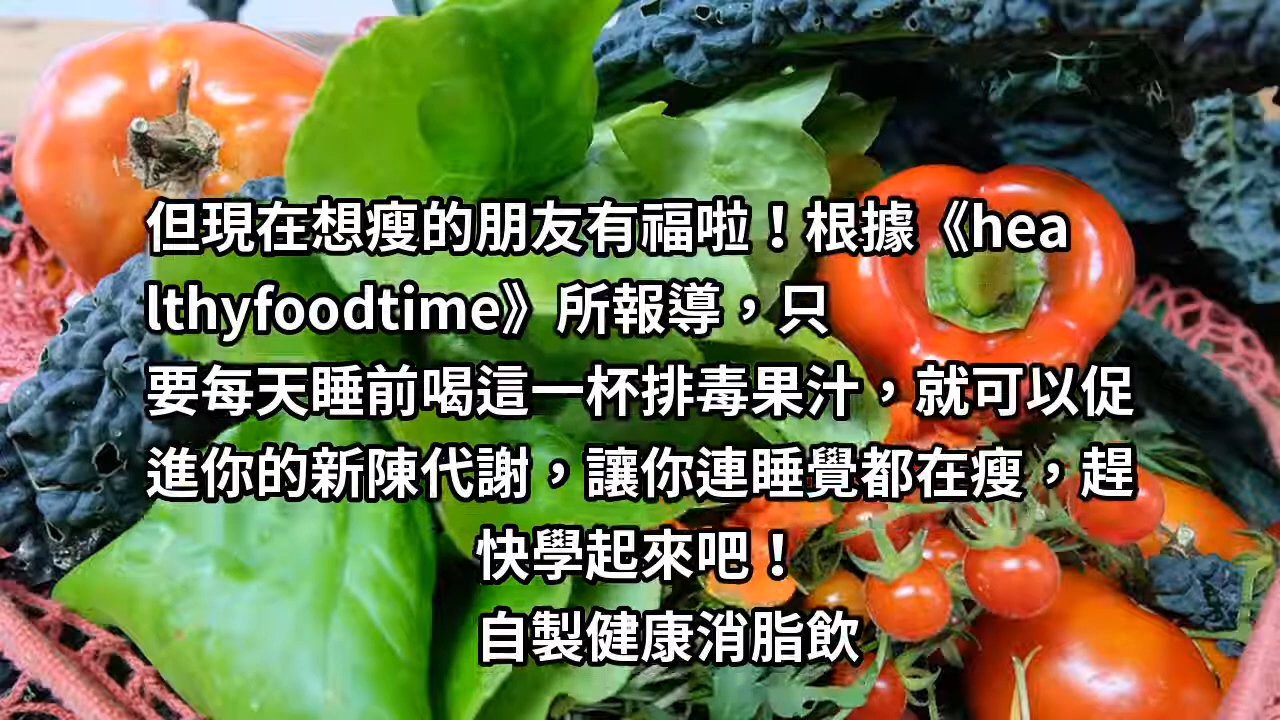 但現在想瘦的朋友有福啦！根據《hea
lthyfoodtime》所報導，只
要每天睡前喝這一杯排毒果汁，就可以促
進你的新陳代謝，讓你連睡覺都在瘦，趕
快學起來吧！
自製健康消脂飲